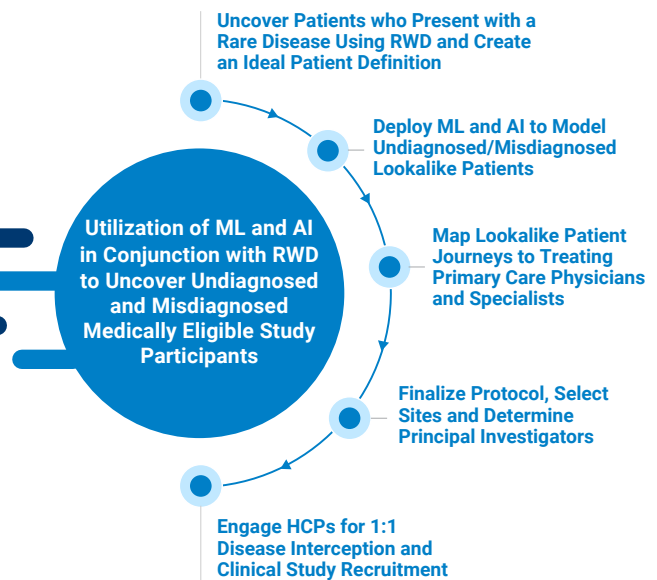 Uncover Patients who Present with a
Rare Disease Using RWD and Create
an Ideal Patient Definition
Deploy ML and AI to Model
Undiagnosed/Misdiagnosed
Lookalike Patients
Utilization of ML and AI
in Conjunction with RWD
to Uncover Undiagnosed
and Misdiagnosed
Medically Eligible Study
Participants
Map Lookalike Patient
Journeys to Treating
Primary Care Physicians
and Specialists
Finalize Protocol, Select
Sites and Determine
Principal Investigators
Engage HCPs for 1:1
Disease Interception and
Clinical Study Recruitment